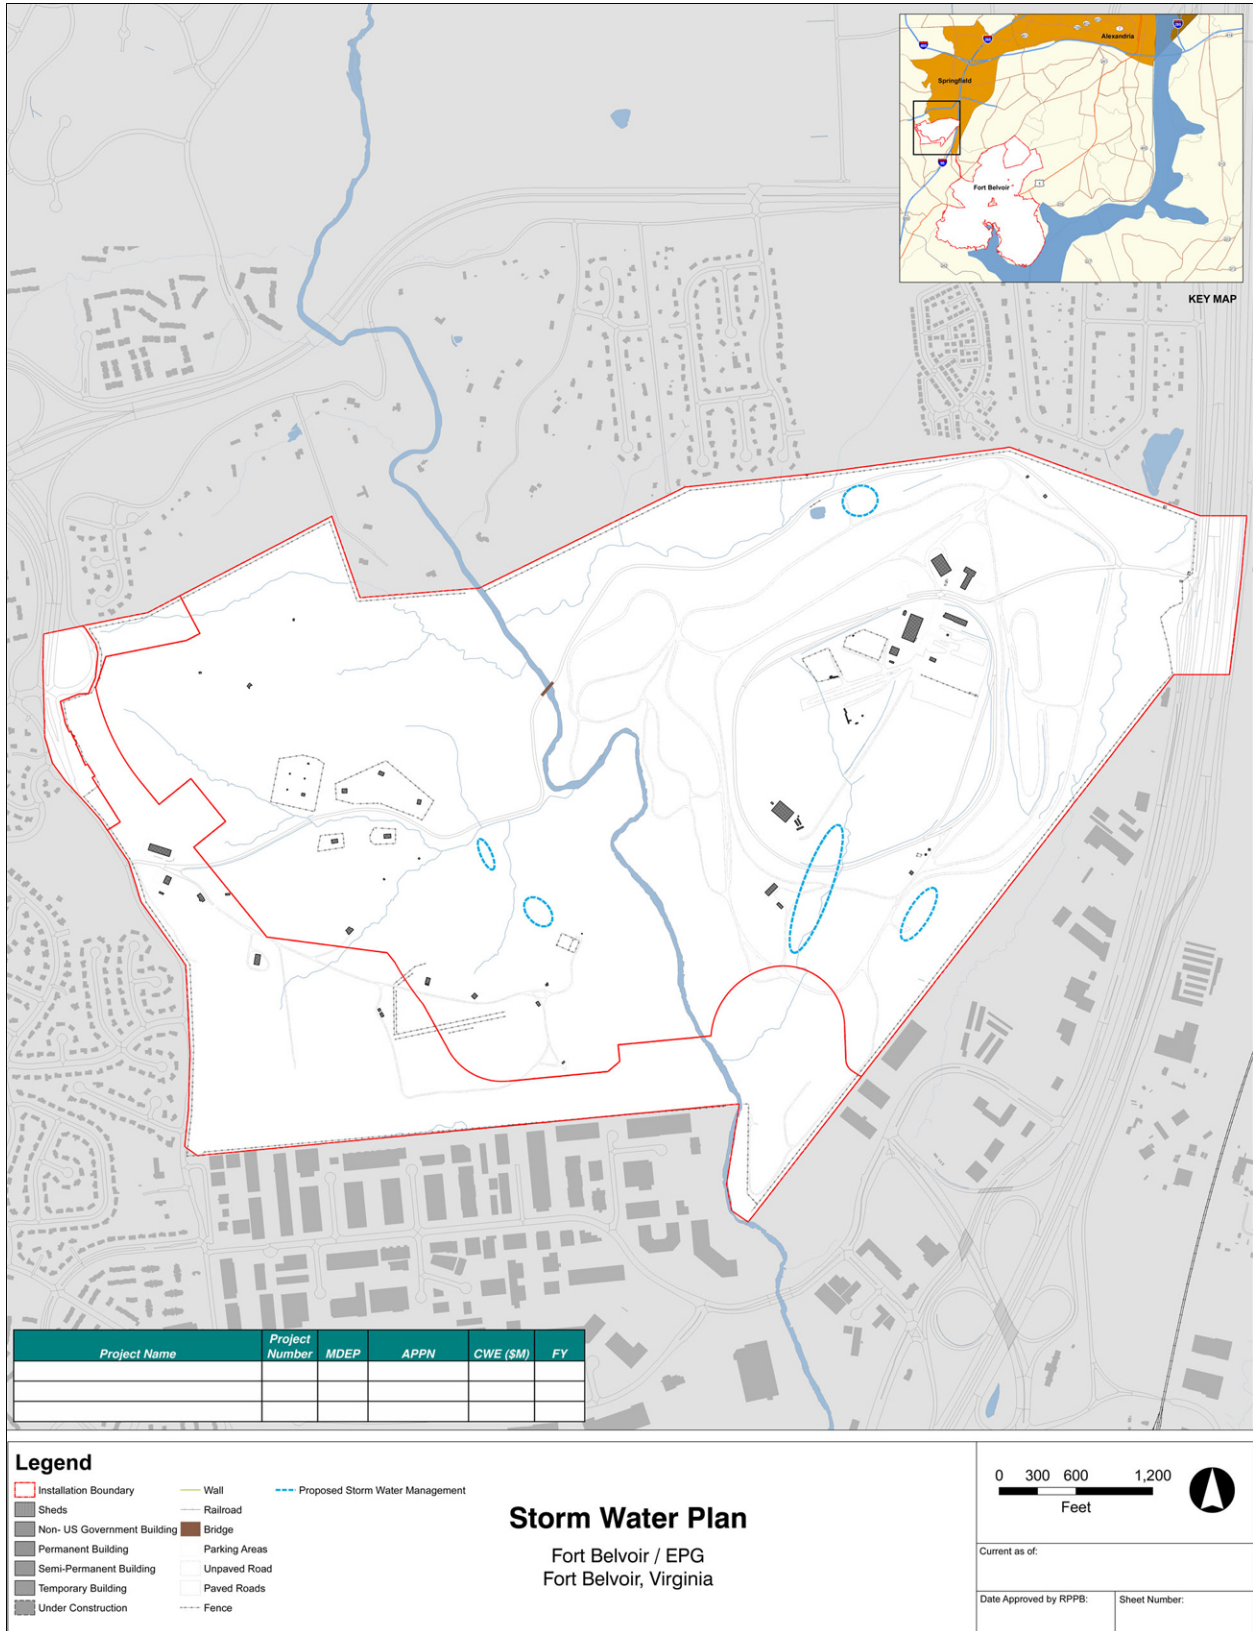 Alexandria
Springfield
Fort Belvoir
KEY MAP
Project Name
Project
Number
MDEP
APPN
CWE ($M)
FY
Legend
Installation Boundary
Sheds
Non- US Government Building
Permanent Building
Semi-Permanent Building
Temporary Building
Under Construction
Wall
Railroad
Bridge
Parking Areas
Unpaved Road
Paved Roads
Fence
Proposed Storm Water Management
Storm Water Plan
Fort Belvoir / EPG
Fort Belvoir, Virginia
0 300 600 1,200
Feet
Current as of:
Date Approved by RPPB:
Sheet Number: